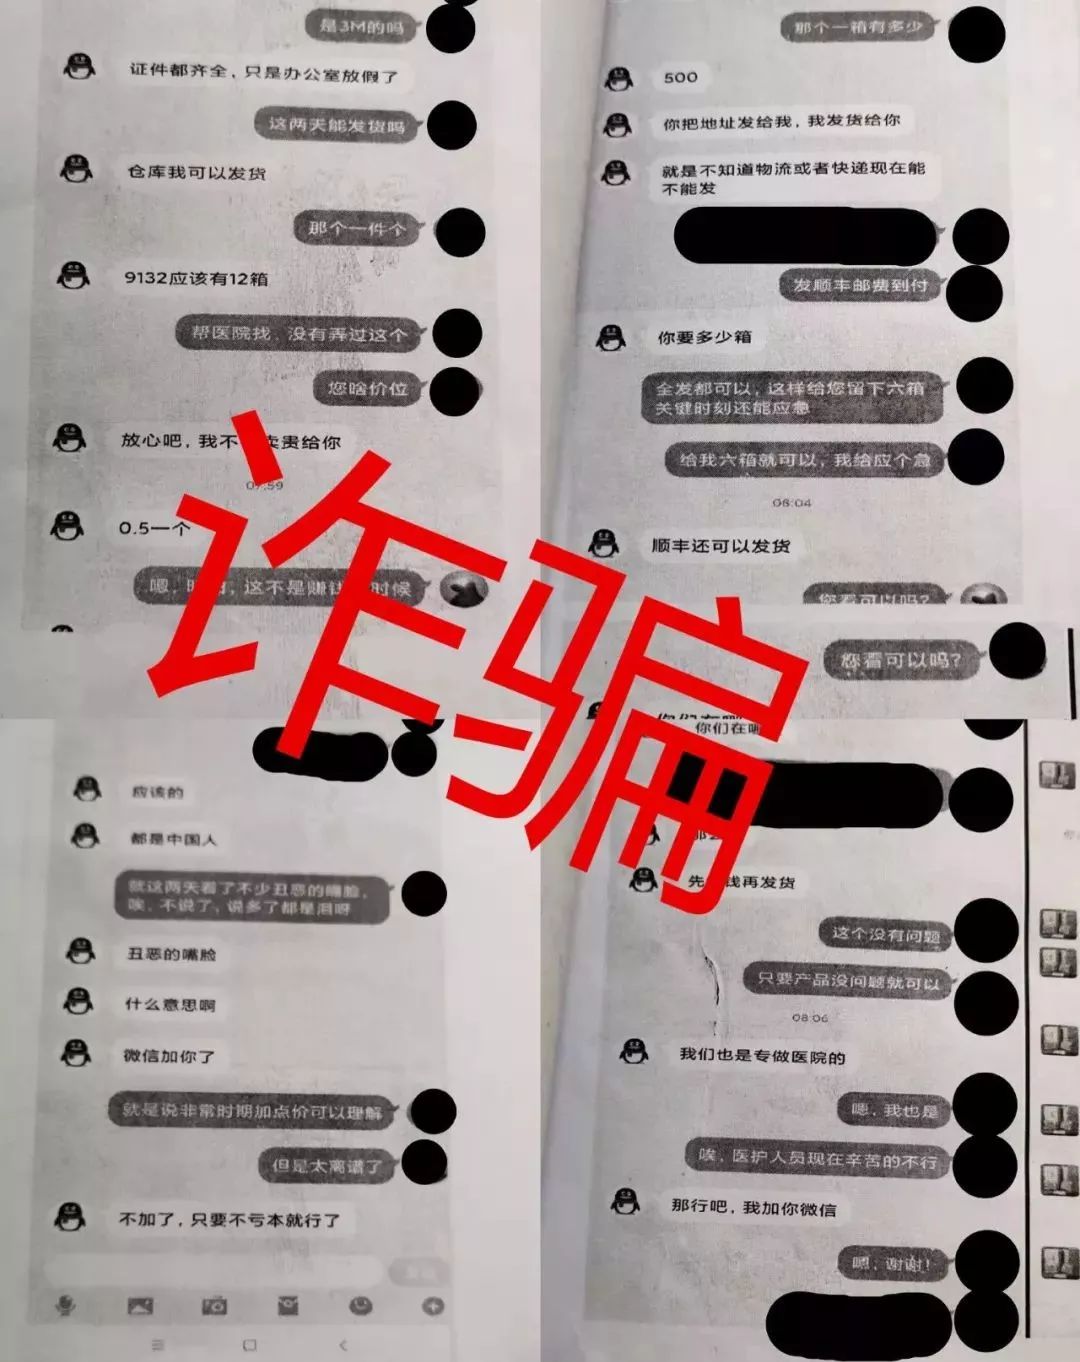 是3M的吗
证件都齐全，只是办公室放假了
这两天能发货吗
仓库我可以发货
那个一件个
9132应该有12箱
帮医院找，没有弄过这个
您啥价位
放心吧，我不 卖贵给你
07:59
0.5一个
嗯， 这不是赚钱 时候
那个一箱有多少
500
你把地址发给我，我发货给你
就是不知道物流或者快递现在能
不能发
发顺丰邮费到付
你要多少箱
全发都可以，这样给您留下六箱
关键时刻还能应急
给我六箱就可以，我给应个急
08:04
顺丰还可以发货
您看可以吗？
您看可以吗？
诈骗
应该的
都是中国人
就这两天看了不少丑恶的嘴脸，
唉，不说了，说多了都是泪呀
丑恶的嘴脸
什么意思啊
微信加你了
就是说非常时期加点价可以理解
但是太离谱了
不加了，只要不亏本就行了
你们在
先 钱再发货
这个没有问题
只要产品没问题就可以
08:06
我们也是专做医院的
嗯，我也是
唉，医护人员现在辛苦的不行
那行吧，我加你微信
嗯，谢谢！